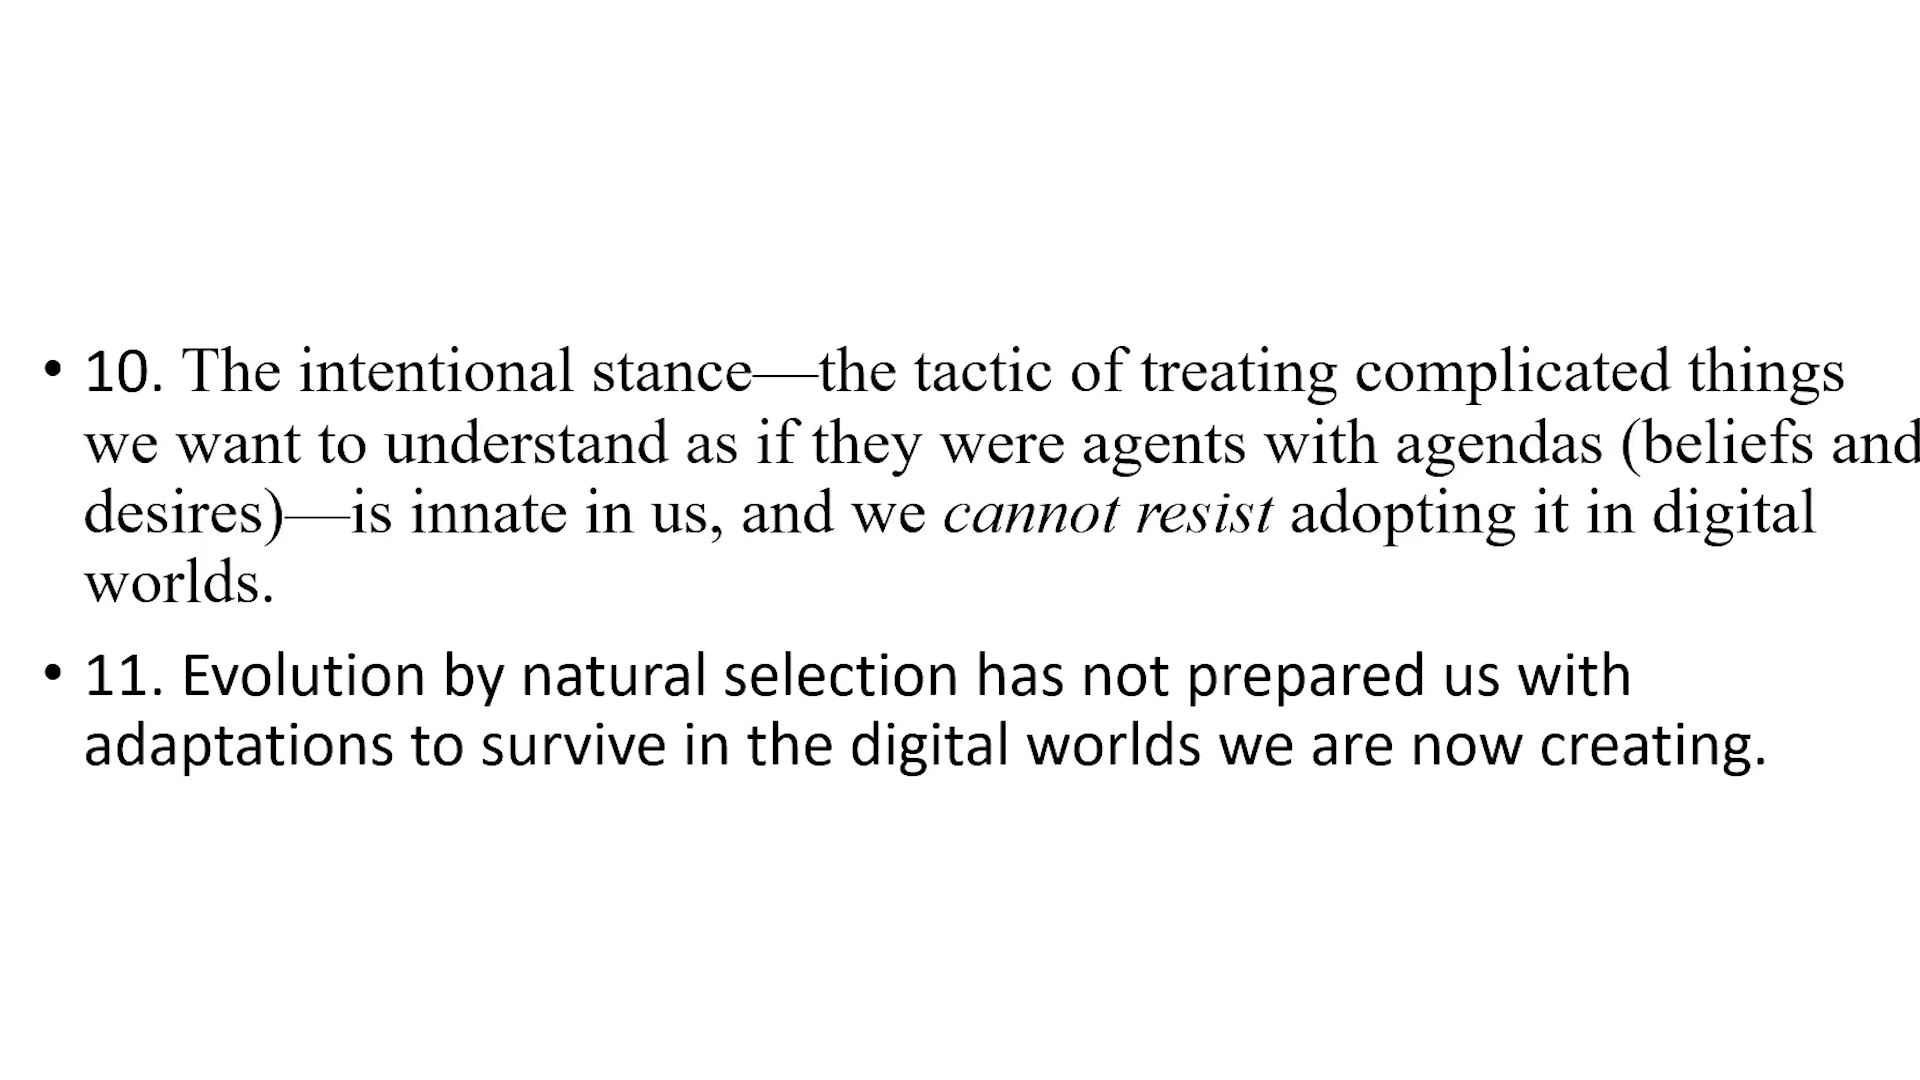 • 10. The intentional stance—the tactic of treating complicated things
we want to understand as if they were agents with agendas (beliefs and
desires)—is innate in us, and we cannot resist adopting it in digital
worlds.
• 11. Evolution by natural selection has not prepared us with
adaptations to survive in the digital worlds we are now creating.